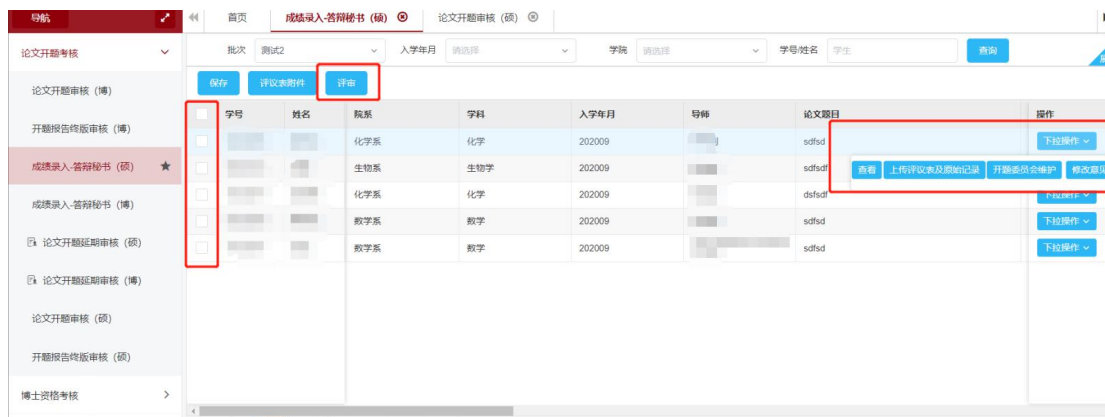 导航
首页 成绩录入-答辩秘书（硕） 论文开题审核（硕）
论文开题考核
批次 测试2 入学年月 请选择 学院 请选择 学号/姓名 学生 查询
论文开题审核（博）
保存 评议表附件 评审
开题报告终版审核（博）
学号 姓名 院系 学科 入学年月 导师 论文题目 操作
化学系 化学 202009 sdfsd 下拉操作
成绩录入-答辩秘书（硕）
生物系 生物学 202009 sdfsdf 查看 上传评议表及原始记录 开题委员会维护 修改意见
成绩录入-答辩秘书（博）
化学系 化学 202009 dsfsdf 下拉操作
数学系 数学 202009 sdfsd 下拉操作
论文开题延期审核（硕）
数学系 数学 202009 sdfsd 下拉操作
论文开题延期审核（博）
论文开题审核（硕）
开题报告终版审核（硕）
博士资格考核